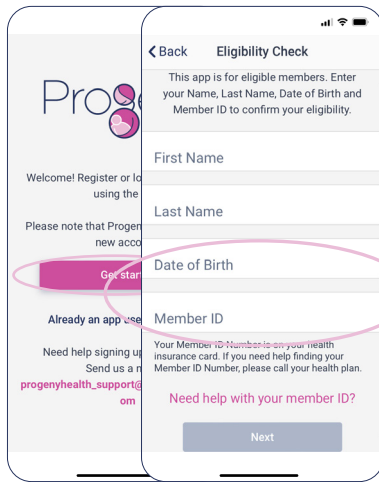 Proge
Welcome! Register or lo
using the
Please note that Progen
new acco
Get start
Already an app use
Need help signing up
Send us a m
progenyhealth_support@
om
Back
Eligibility Check
This app is for eligible members. Enter
your Name, Last Name, Date of Birth and
Member ID to confirm your eligibility.
First Name
Last Name
Date of Birth
Member ID
Your Member ID Number is on your health
insurance card. If you need help finding your
Member ID Number, please call your health plan.
Need help with your member ID?
Next